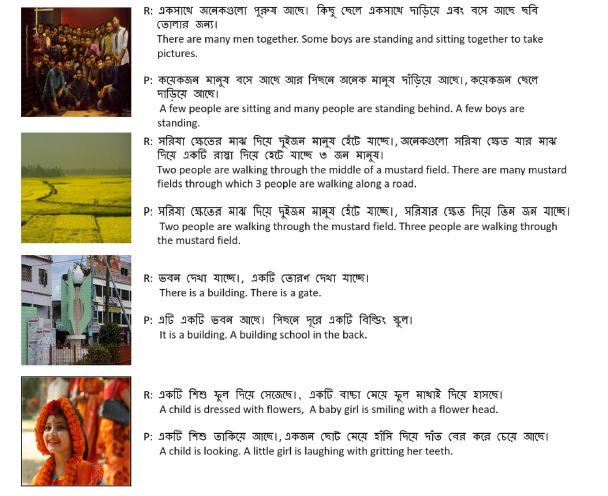 R: একসাথে অনেকগুলো পুরুষ আছে। কিছু ছেলে একসাথে দাড়িয়ে এবং বসে আছে ছবি
তোলার জন্য।
There are many men together. Some boys are standing and sitting together to take
pictures.
P: কয়েকজন মানুষ বসে আছে আর পিছনে অনেক মানুষ দাঁড়িয়ে আছে।, কয়েকজন ছেলে
দাড়িয়ে আছে।
A few people are sitting and many people are standing behind. A few boys are
standing.
R: সরিষা ক্ষেতের মাঝ দিয়ে দুইজন মানুষ হেঁটে যাচ্ছে।, অনেকগুলো সরিষা ক্ষেত যার মাঝ
দিয়ে একটি রাস্তা দিয়ে হেটে যাচ্ছে ৩ জন মানুষ।
Two people are walking through the middle of a mustard field. There are many mustard
fields through which 3 people are walking along a road.
P: সরিষা ক্ষেতের মাঝ দিয়ে দুইজন মানুষ হেঁটে যাচ্ছে।, সরিষার ক্ষেত দিয়ে তিন জন যাচ্ছে।
Two people are walking through the mustard field. Three people are walking through
the mustard field.
R: ভবন দেখা যাচ্ছে।, একটি তোরণ দেখা যাচ্ছে।
There is a building. There is a gate.
P: এটি একটি ভবন আছে। পিছনে দূরে একটি বিল্ডিং স্কুল।
It is a building. A building school in the back.
R: একটি শিশু ফুল দিয়ে সেজেছে।, একটি বাচ্চা মেয়ে ফুল মাথাই দিয়ে হাসছে।
A child is dressed with flowers, A baby girl is smiling with a flower head.
P: একটি শিশু তাকিয়ে আছে।, একজন ছোট মেয়ে হাঁসি দিয়ে দাঁত বের করে চেয়ে আছে।
A child is looking. A little girl is laughing with gritting her teeth.